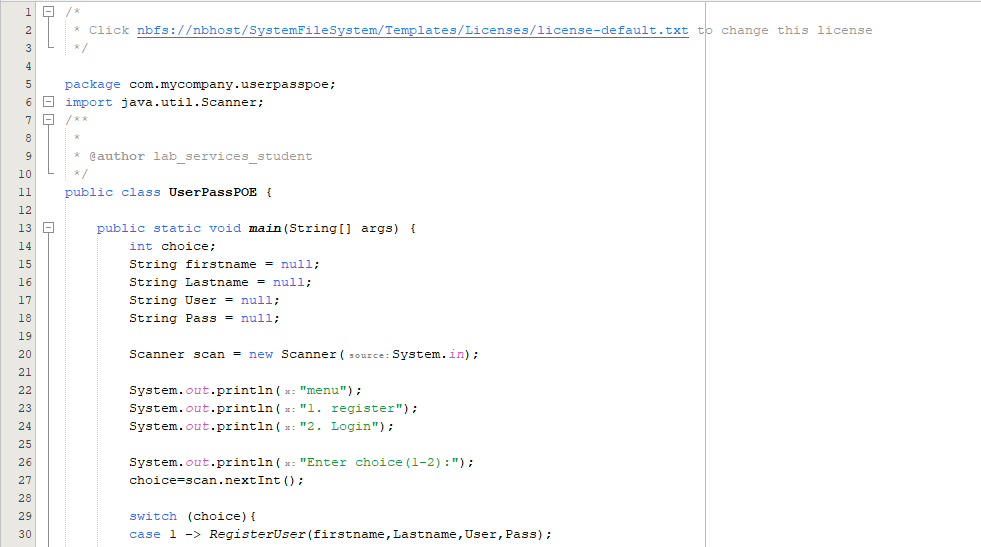 1 /*
2 * Click nbfs://nbhost/SystemFileSystem/Templates/Licenses/license-default.txt to change this license
3 */
4
5 package com.mycompany.userpasspoe;
6 import java.util.Scanner;
7 /**
8 *
9 * @author lab_services_student
10 */
11 public class UserPassPOE {
12
13 public static void main(String[] args) {
14 int choice;
15 String firstname = null;
16 String Lastname = null;
17 String User = null;
18 String Pass = null;
19
20 Scanner scan = new Scanner( source: System.in);
21
22 System.out.println( x: "menu");
23 System.out.println( x: "1. register");
24 System.out.println( x: "2. Login");
25
26 System.out.println( x: "Enter choice(1-2):");
27 choice=scan.nextInt();
28
29 switch (choice){
30 case 1 -> RegisterUser(firstname,Lastname,User,Pass);